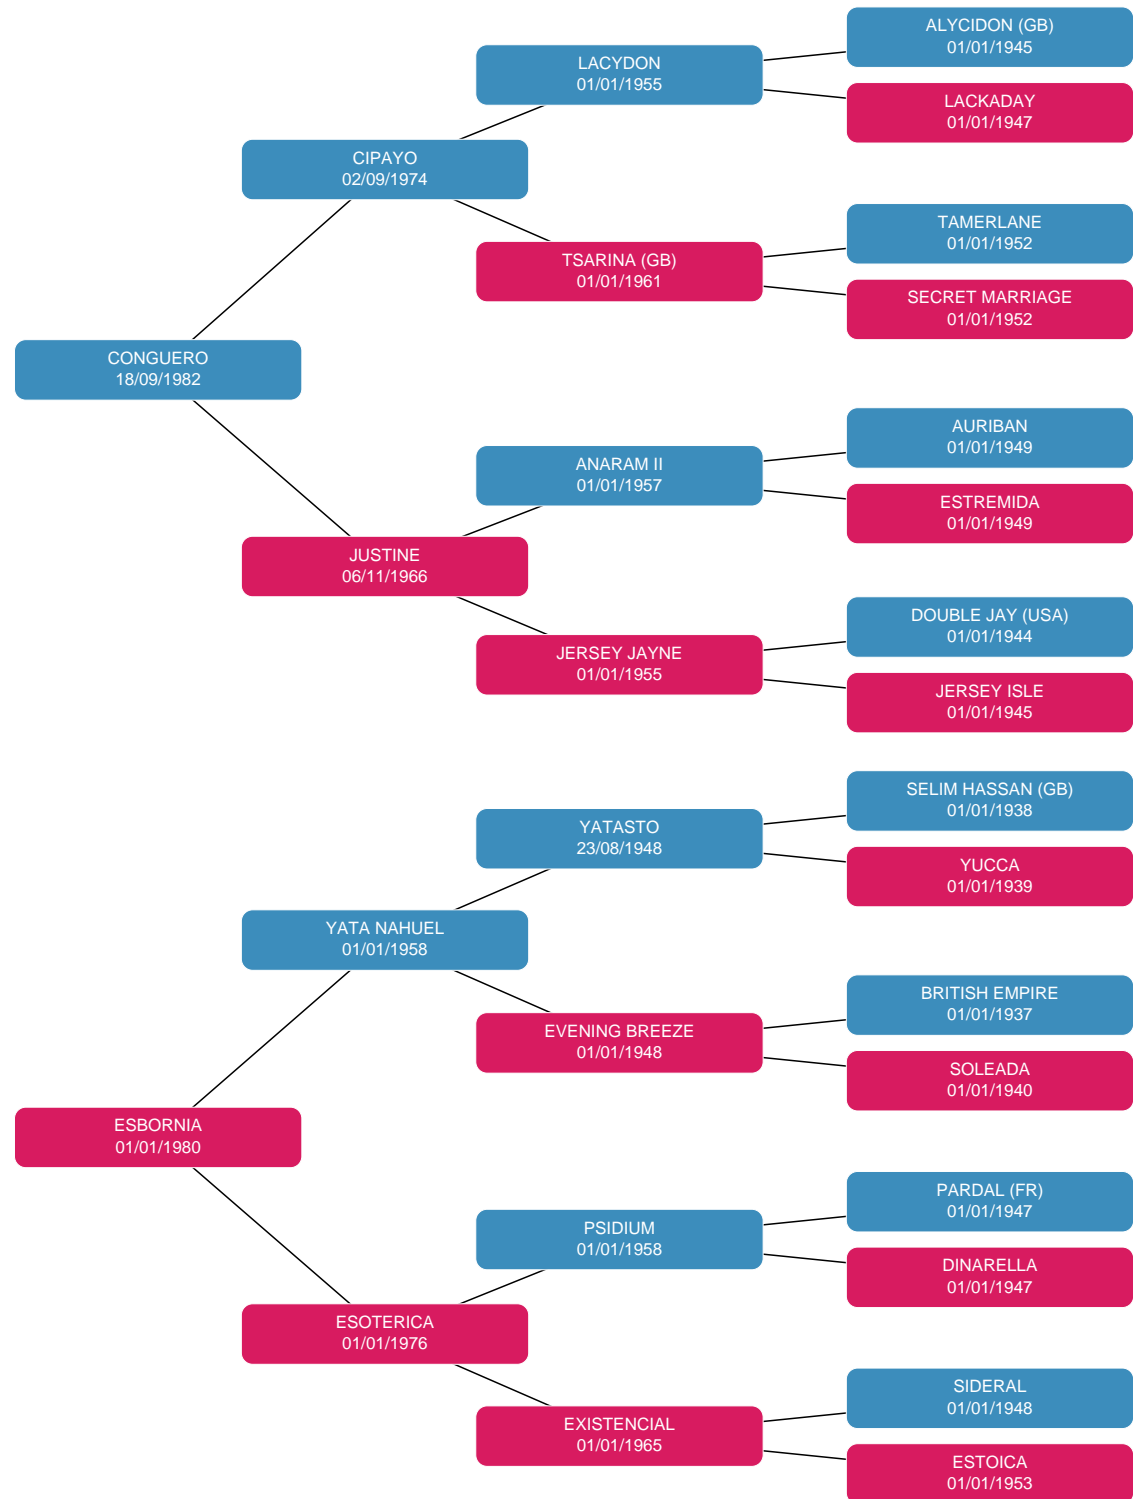 ALYCIDON (GB)
01/01/1945
LACYDON
01/01/1955
LACKADAY
01/01/1947
CIPAYO
02/09/1974
TAMERLANE
01/01/1952
TSARINA (GB)
01/01/1961
SECRET MARRIAGE
01/01/1952
CONGUERO
18/09/1982
AURIBAN
01/01/1949
ANARAM II
01/01/1957
ESTREMIDA
01/01/1949
JUSTINE
06/11/1966
DOUBLE JAY (USA)
01/01/1944
JERSEY JAYNE
01/01/1955
JERSEY ISLE
01/01/1945
SELIM HASSAN (GB)
01/01/1938
YATASTO
23/08/1948
YUCCA
01/01/1939
YATA NAHUEL
01/01/1958
BRITISH EMPIRE
01/01/1937
EVENING BREEZE
01/01/1948
SOLEADA
01/01/1940
ESBORNIA
01/01/1980
PARDAL (FR)
01/01/1947
PSIDIUM
01/01/1958
DINARELLA
01/01/1947
ESOTERICA
01/01/1976
SIDERAL
01/01/1948
EXISTENCIAL
01/01/1965
ESTOICA
01/01/1953